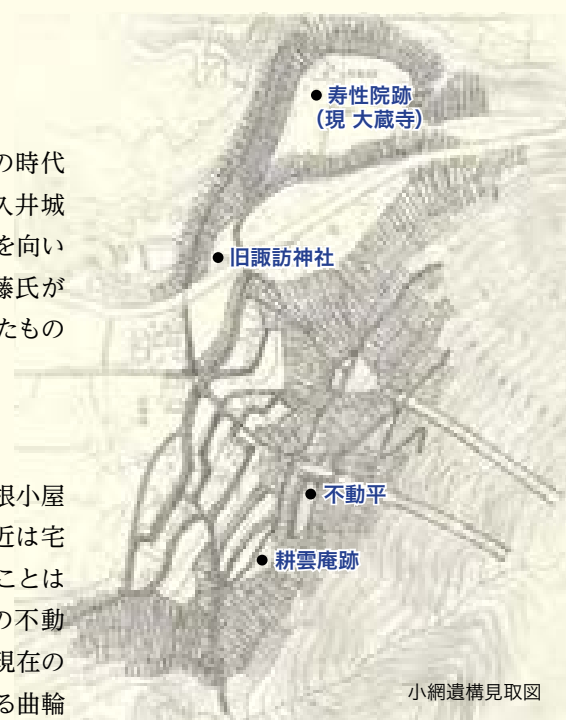 の時代
久井城
を向い
藤氏が
たもの
根小屋
近は宅
ことは
の不動
現在の
る曲輪
● 寿性院跡
（現 大蔵寺）
● 旧諏訪神社
● 不動平
● 耕雲庵跡
小網遺構見取図